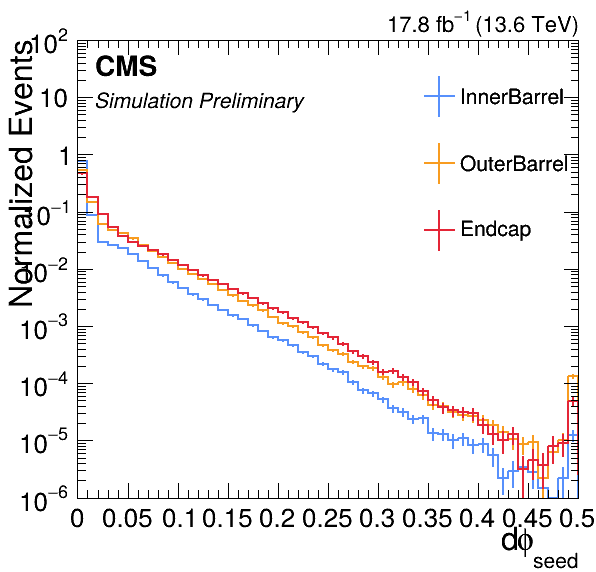 17.8 fb⁻¹ (13.6 TeV)
CMS
Simulation Preliminary
InnerBarrel
OuterBarrel
Endcap
Normalized Events
10²
10
1
10⁻¹
10⁻²
10⁻³
10⁻⁴
10⁻⁵
10⁻⁶
0 0.05 0.1 0.15 0.2 0.25 0.3 0.35 0.4 0.45 0.5
dϕ_seed